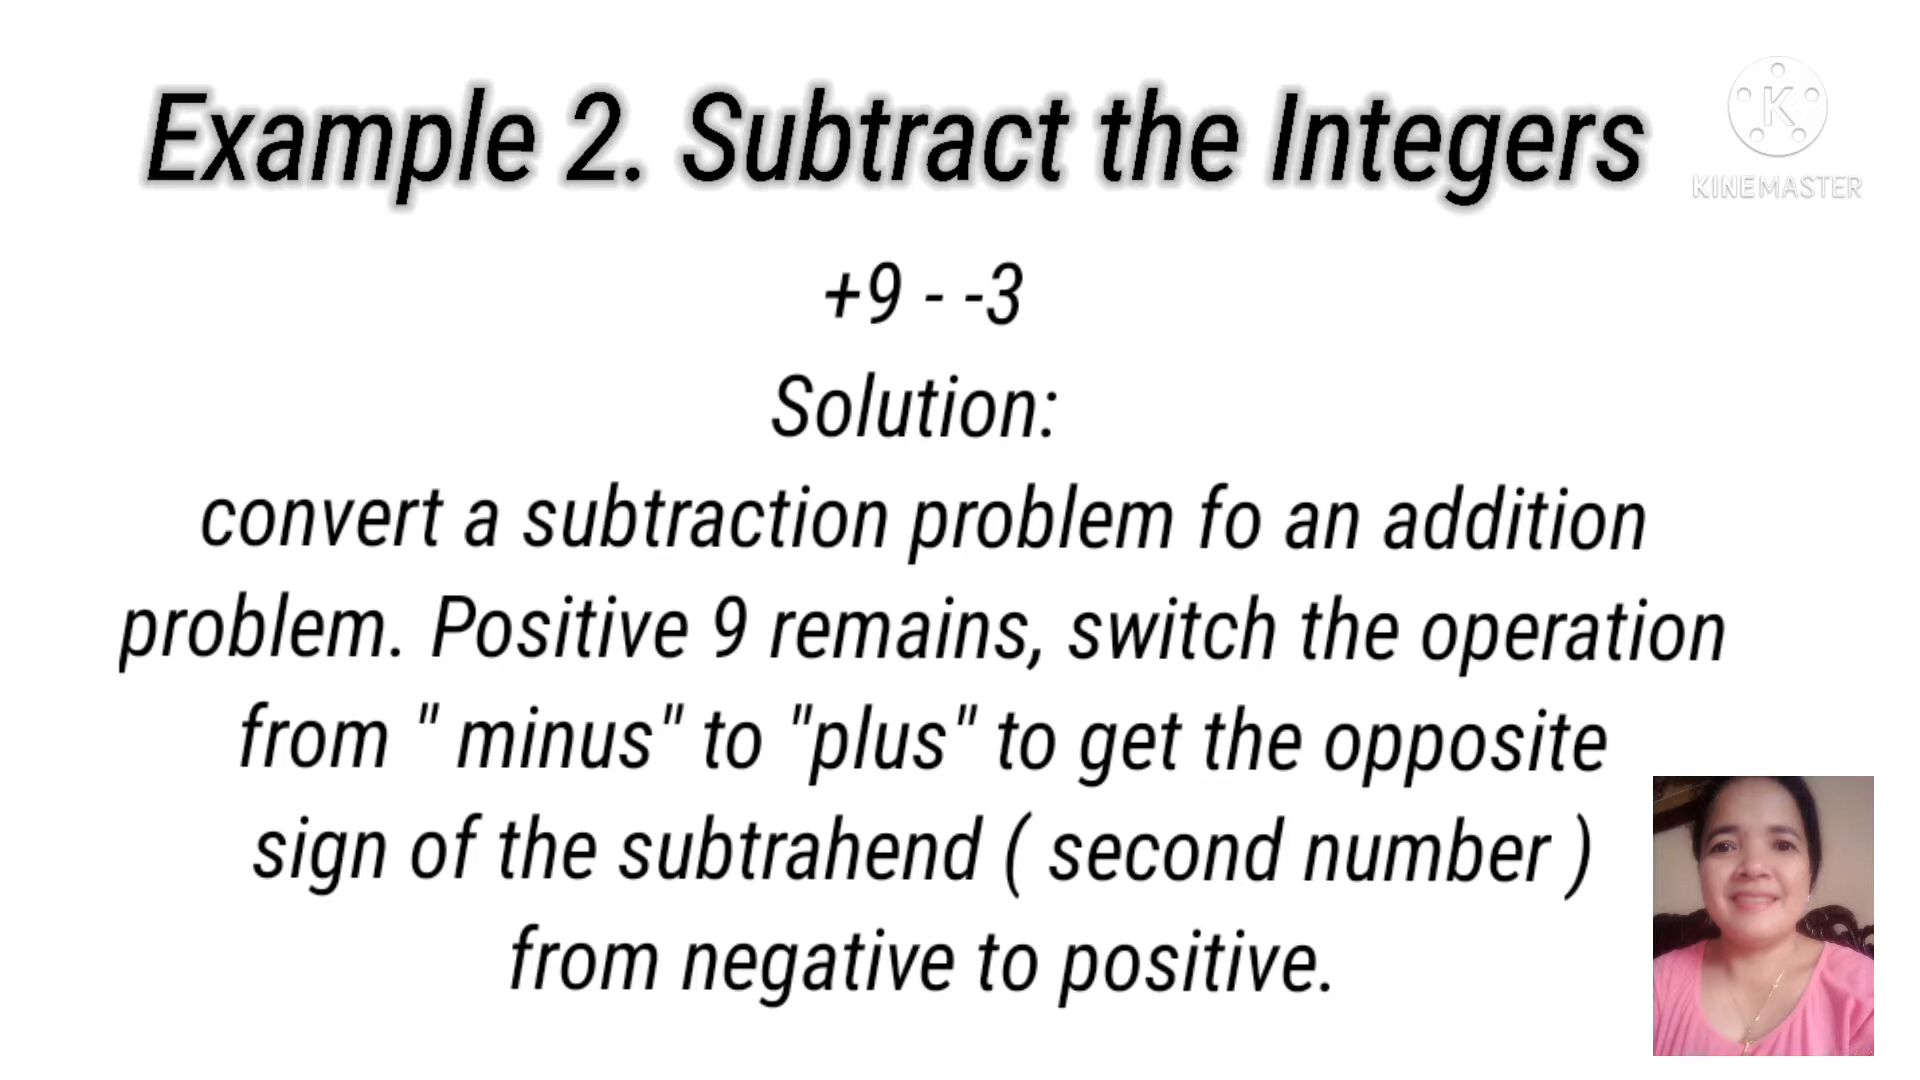 Example 2. Subtract the Integers
K
KINEMASTER
+9 - -3
Solution:
convert a subtraction problem fo an addition
problem. Positive 9 remains, switch the operation
from " minus" to "plus" to get the opposite
sign of the subtrahend ( second number )
from negative to positive.